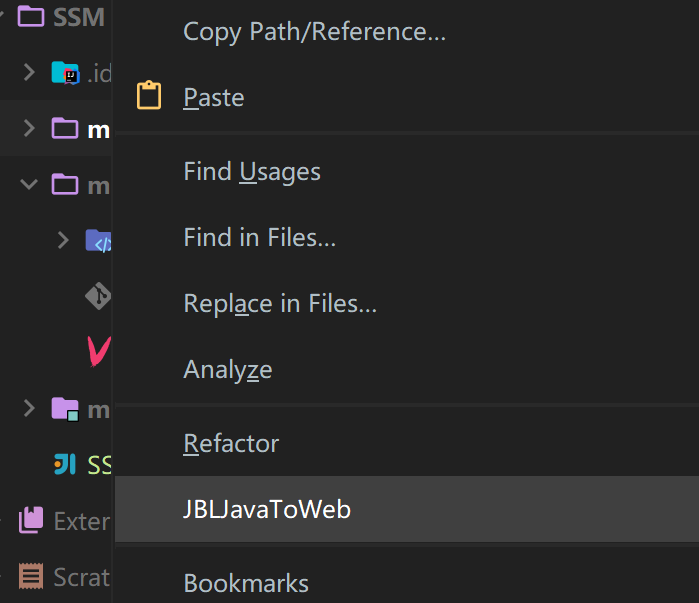 SSM
Copy Path/Reference...
.id
Paste
m
m
Find Usages
Find in Files...
Replace in Files...
Analyze
m
Refactor
SS
JBLJavaToWeb
Exter
Scrat
Bookmarks